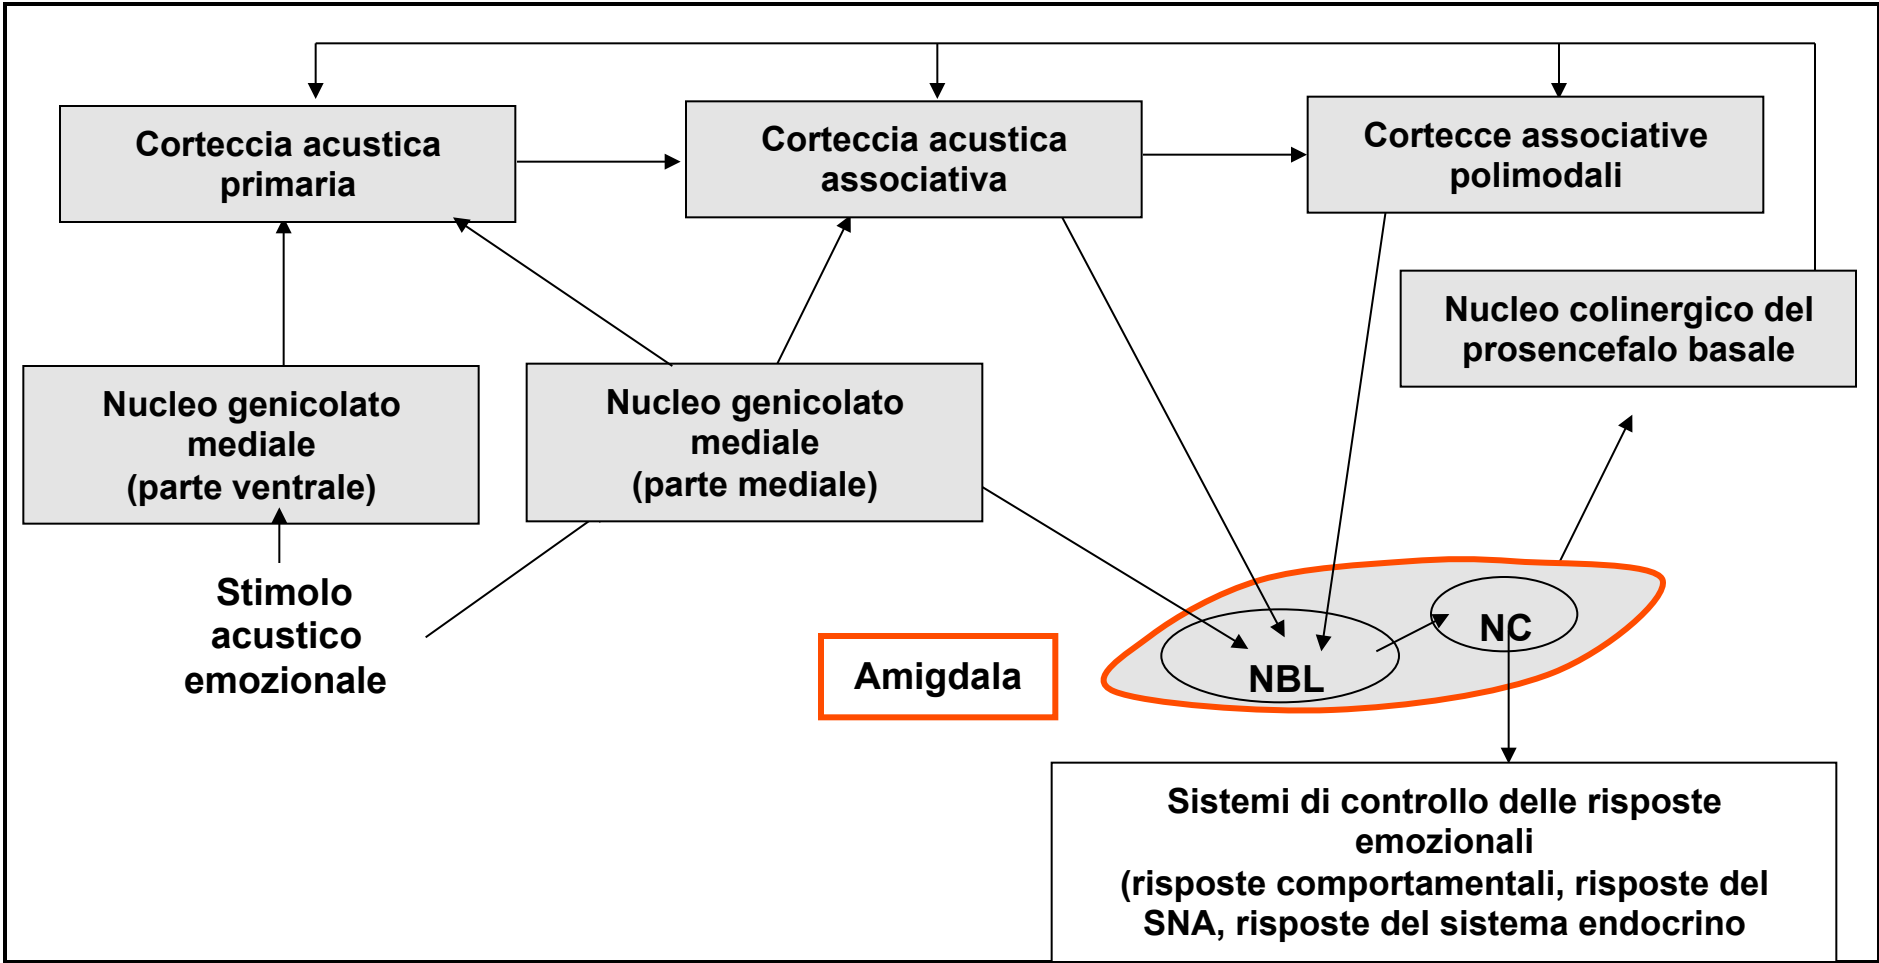 Corteccia acustica
primaria
Corteccia acustica
associativa
Cortecce associative
polimodali
Nucleo colinergico del
prosencefalo basale
Nucleo genicolato
mediale
(parte ventrale)
Nucleo genicolato
mediale
(parte mediale)
Stimolo
acustico
emozionale
Amigdala
NBL
NC
Sistemi di controllo delle risposte
emozionali
(risposte comportamentali, risposte del
SNA, risposte del sistema endocrino